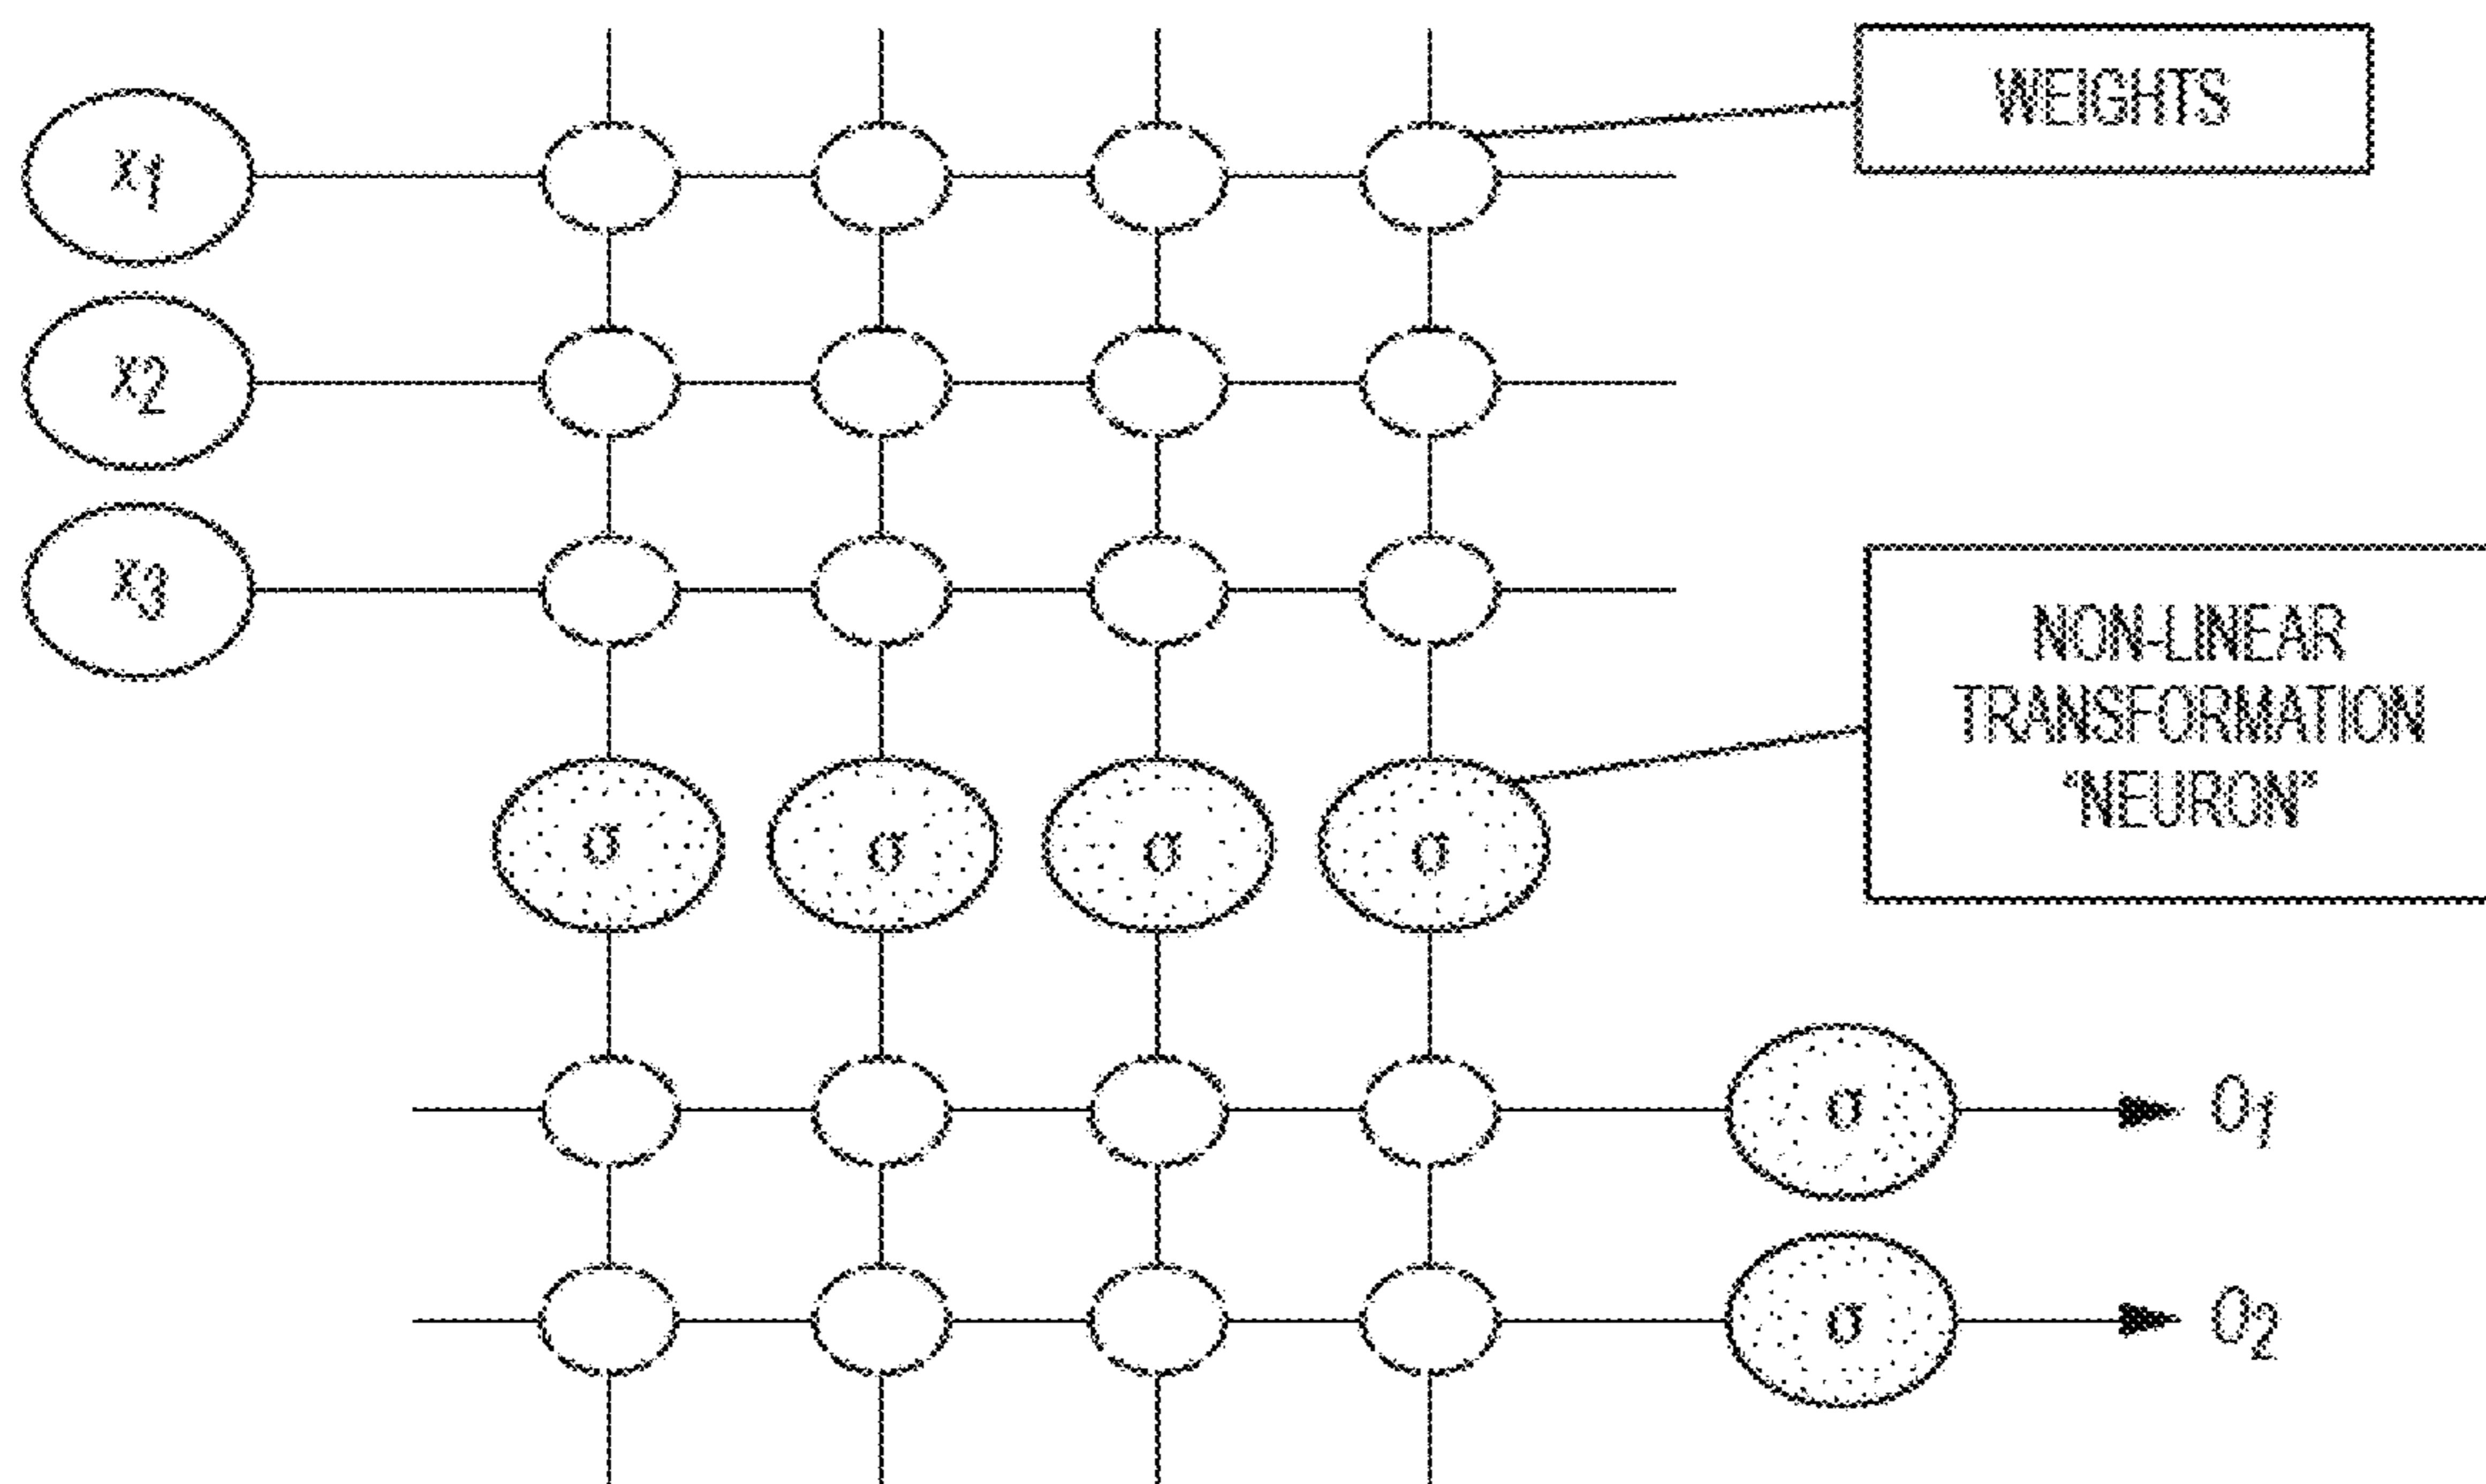 x1
WEIGHTS
x2
x3
NON-LINEAR
TRANSFORMATION
"NEURON"
σ σ σ σ
σ O1
σ O2